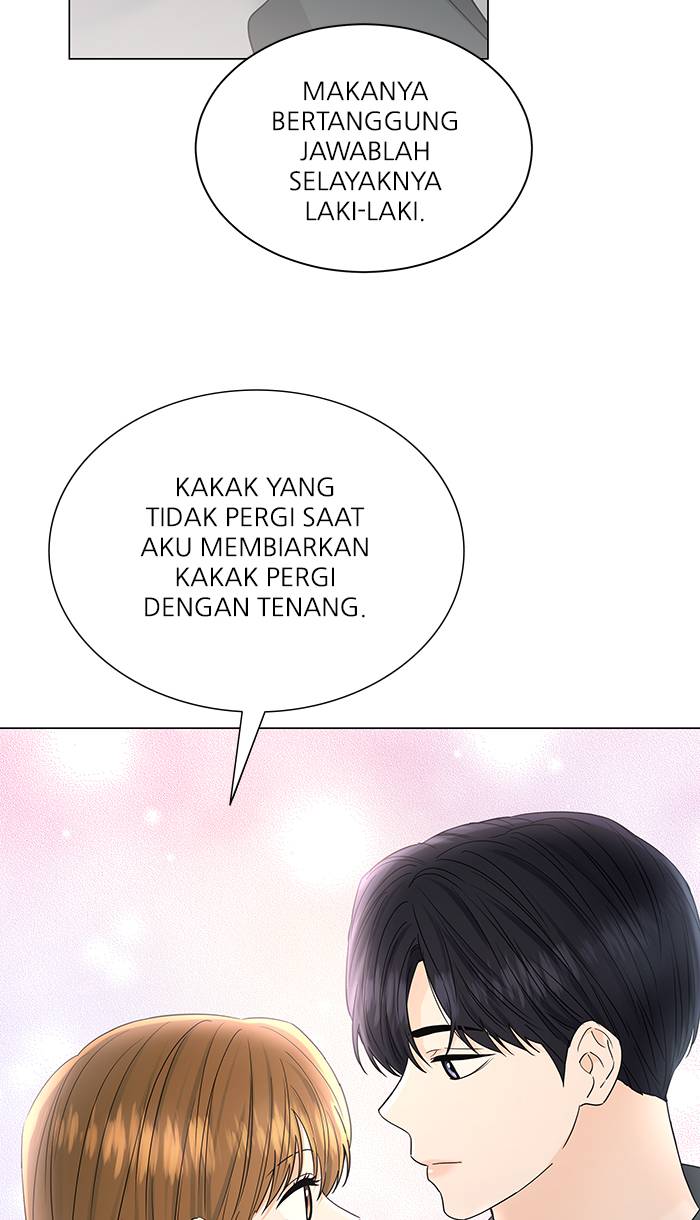 MAKANYA
BERTANGGUNG
JAWABLAH
SELAYAKNYA
LAKI-LAKI.
KAKAK YANG
TIDAK PERGI SAAT
AKU MEMBIARKAN
KAKAK PERGI
DENGAN TENANG.